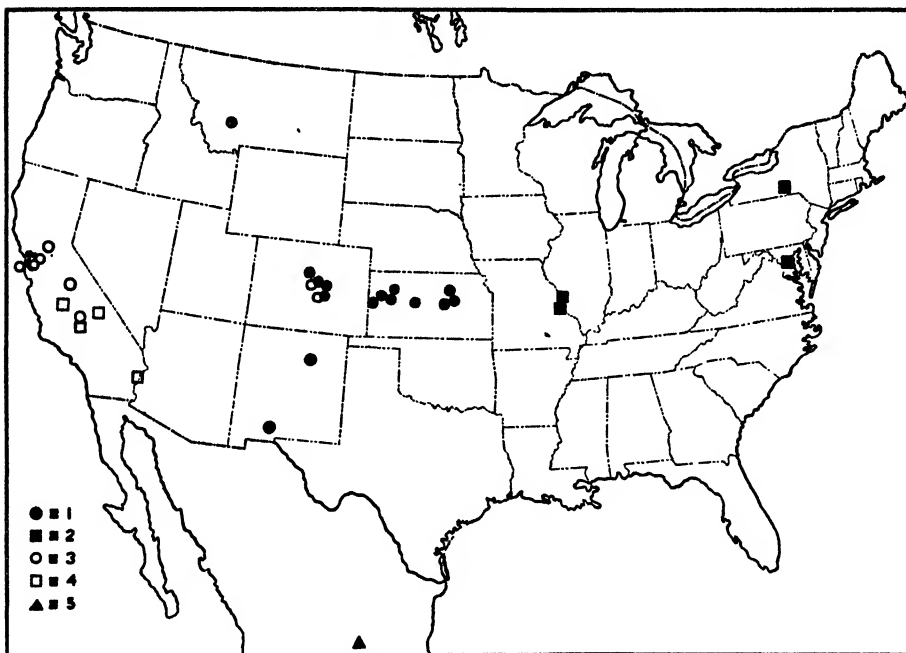 ● = 1
■ = 2
○ = 3
□ = 4
▲ = 5